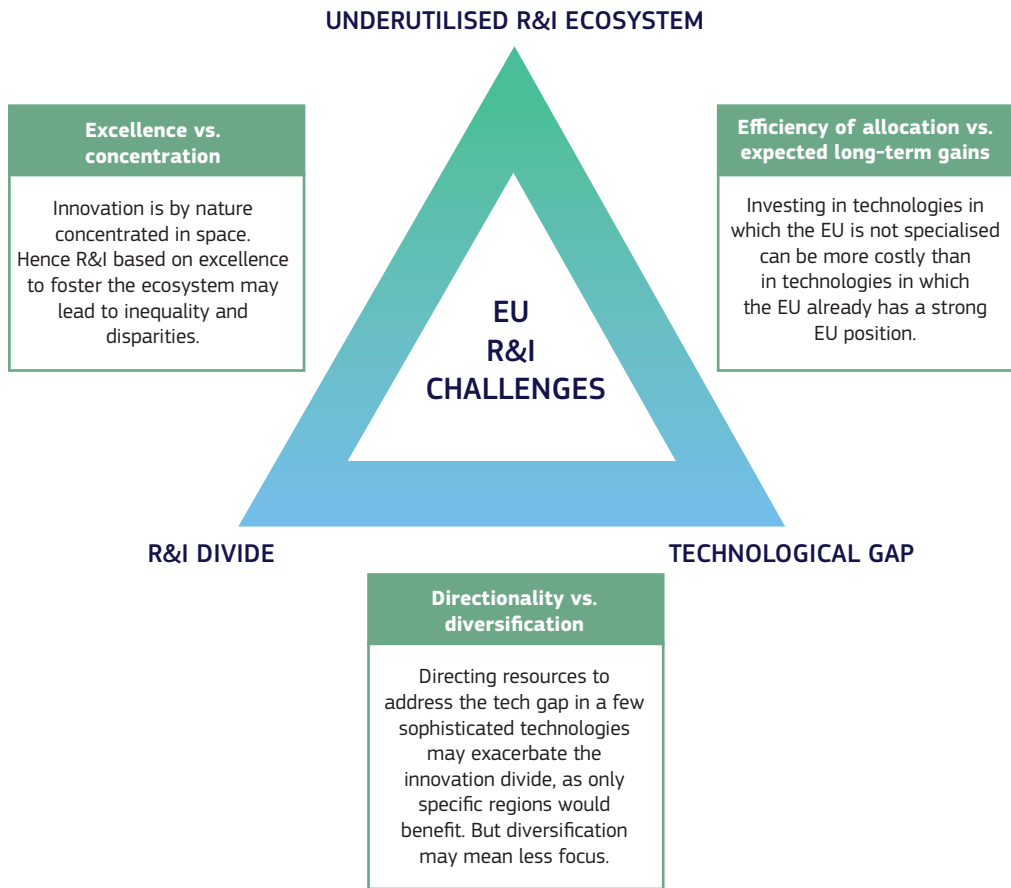 UNDERUTILISED R&I ECOSYSTEM
Excellence vs.
concentration
Innovation is by nature
concentrated in space.
Hence R&I based on excellence
to foster the ecosystem may
lead to inequality and
disparities.
Efficiency of allocation vs.
expected long-term gains
Investing in technologies in
which the EU is not specialised
can be more costly than
in technologies in which
the EU already has a strong
EU position.
EU
R&I
CHALLENGES
R&I DIVIDE
TECHNOLOGICAL GAP
Directionality vs.
diversification
Directing resources to
address the tech gap in a few
sophisticated technologies
may exacerbate the
innovation divide, as only
specific regions would
benefit. But diversification
may mean less focus.